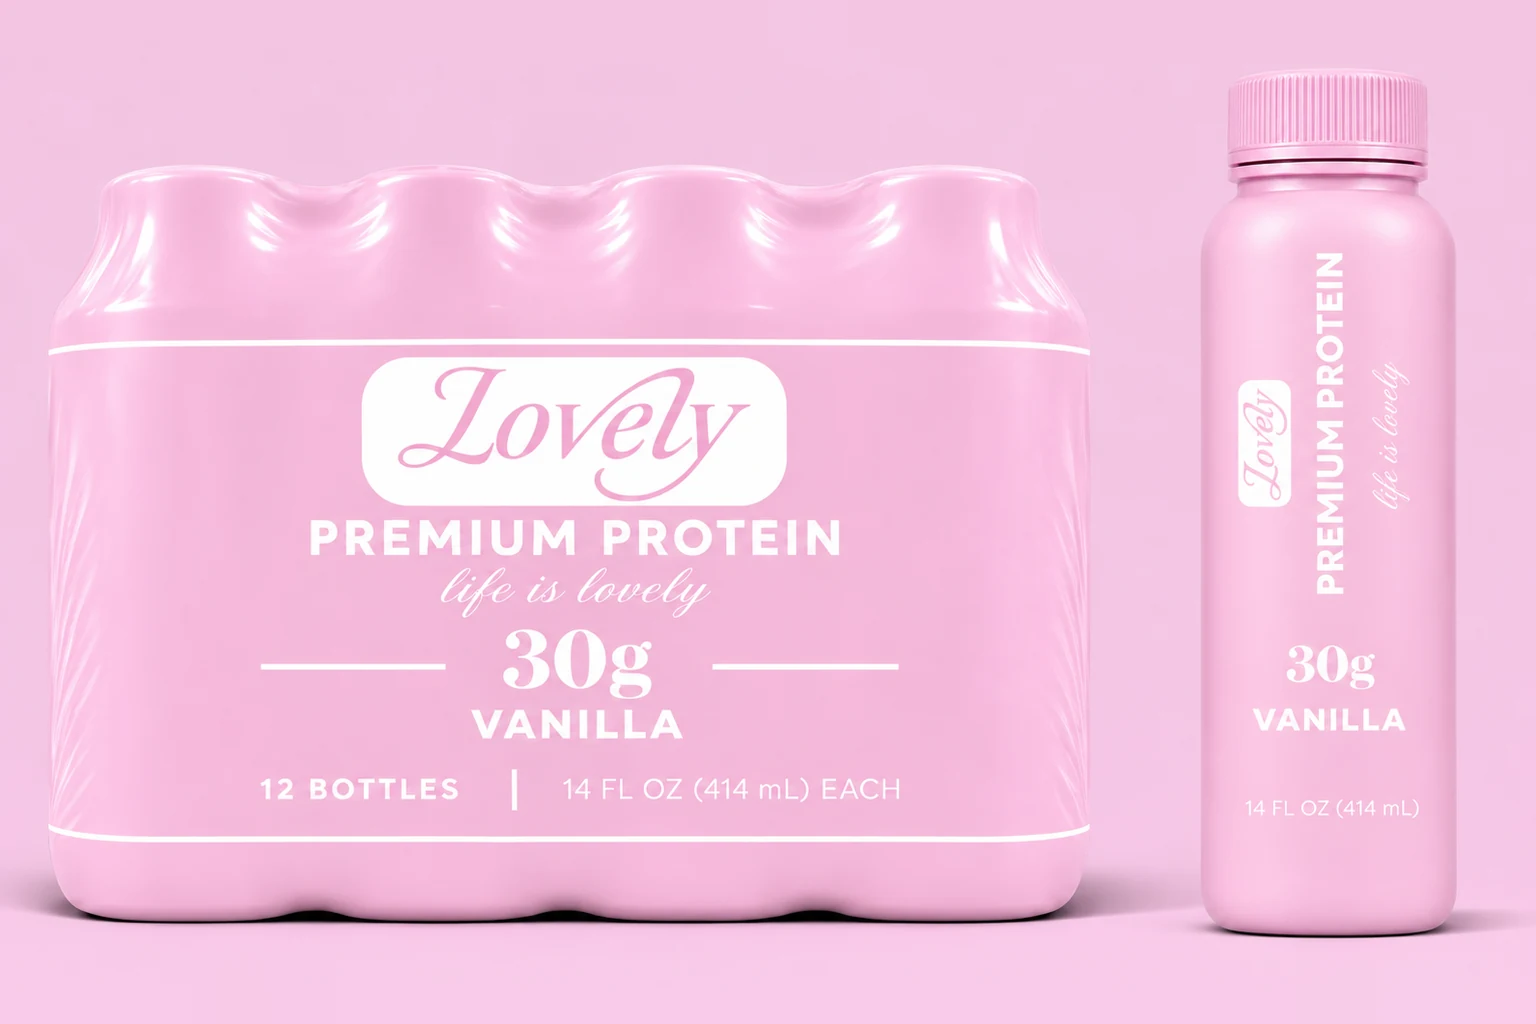 Lovely
PREMIUM PROTEIN
life is lovely
30g
VANILLA
12 BOTTLES | 14 FL OZ (414 mL) EACH
Lovely
PREMIUM PROTEIN
life is lovely
30g
VANILLA
14 FL OZ (414 mL)